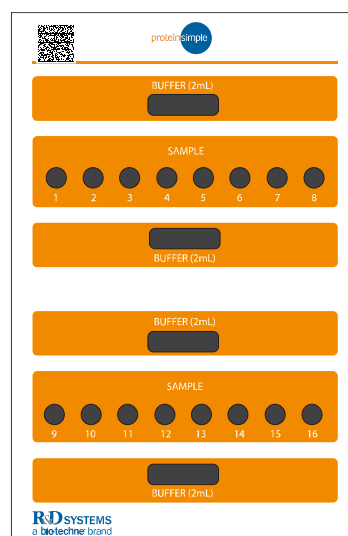 proteinsimple
BUFFER (2mL)
SAMPLE
1 2 3 4 5 6 7 8
BUFFER (2mL)
BUFFER (2mL)
SAMPLE
9 10 11 12 13 14 15 16
BUFFER (2mL)
R&D SYSTEMS
a biotechne brand